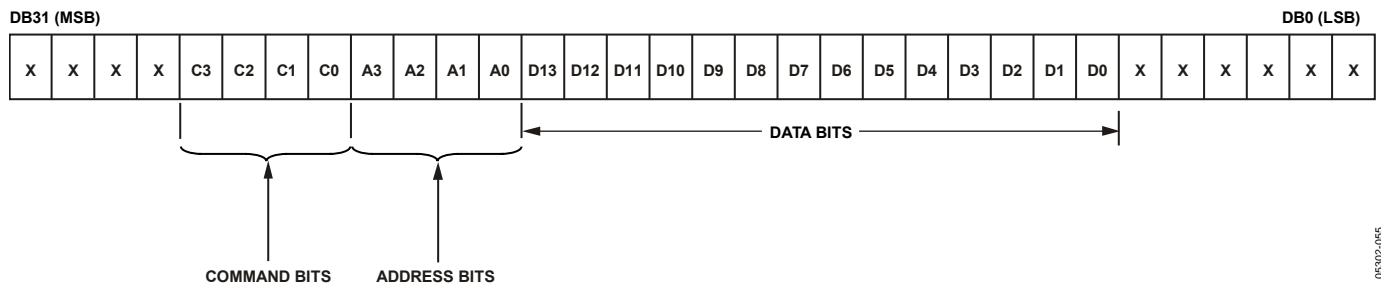 DB31 (MSB) DB0 (LSB)
X X X X C3 C2 C1 C0 A3 A2 A1 A0 D13 D12 D11 D10 D9 D8 D7 D6 D5 D4 D3 D2 D1 D0 X X X X X X
DATA BITS
COMMAND BITS ADDRESS BITS
05302-055